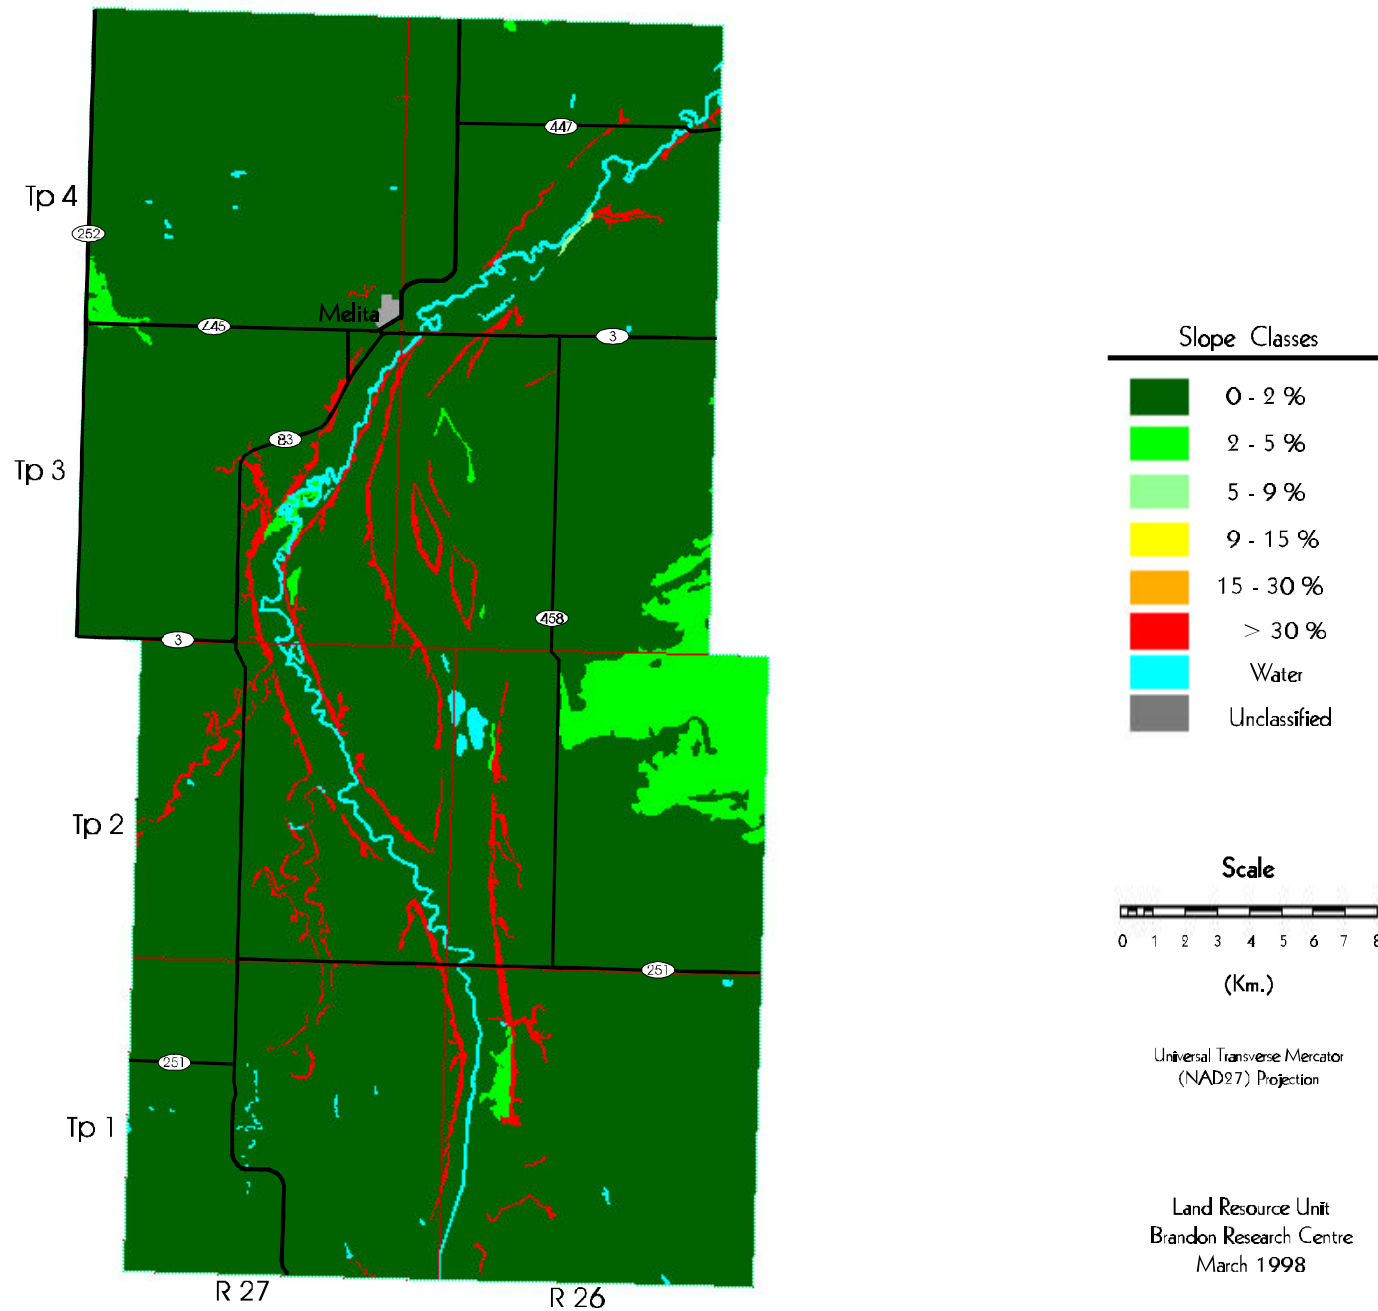 447
Tp 4
252
Melita
445
3
Slope Classes
0 - 2 %
2 - 5 %
5 - 9 %
9 - 15 %
15 - 30 %
> 30 %
Water
Unclassified
83
Tp 3
458
3
Tp 2
Scale
0 1 2 3 4 5 6 7 8
(Km.)
251
Universal Transverse Mercator
(NAD27) Projection
251
Tp 1
Land Resource Unit
Brandon Research Centre
March 1998
R 27
R 26